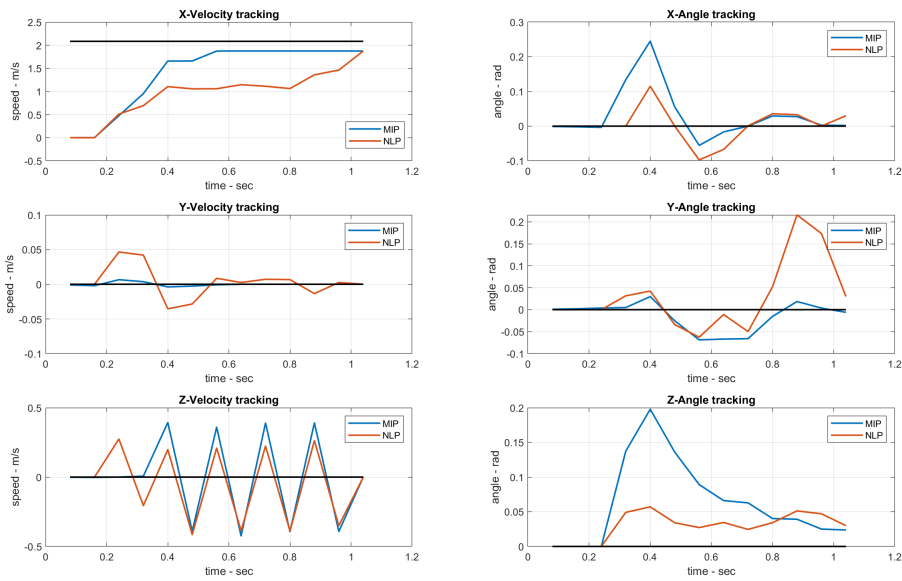 X-Velocity tracking
2.5
2
1.5
1
0.5
0
-0.5
speed - m/s
MIP
NLP
0 0.2 0.4 0.6 0.8 1 1.2
time - sec
X-Angle tracking
0.3
0.2
0.1
0
-0.1
angle - rad
MIP
NLP
0 0.2 0.4 0.6 0.8 1 1.2
time - sec
Y-Velocity tracking
0.1
0.05
0
-0.05
-0.1
speed - m/s
MIP
NLP
0 0.2 0.4 0.6 0.8 1 1.2
time - sec
Y-Angle tracking
0.2
0.15
0.1
0.05
0
-0.05
-0.1
angle - rad
MIP
NLP
0 0.2 0.4 0.6 0.8 1 1.2
time - sec
Z-Velocity tracking
0.5
0
-0.5
speed - m/s
MIP
NLP
0 0.2 0.4 0.6 0.8 1 1.2
time - sec
Z-Angle tracking
0.2
0.15
0.1
0.05
0
angle - rad
MIP
NLP
0 0.2 0.4 0.6 0.8 1 1.2
time - sec